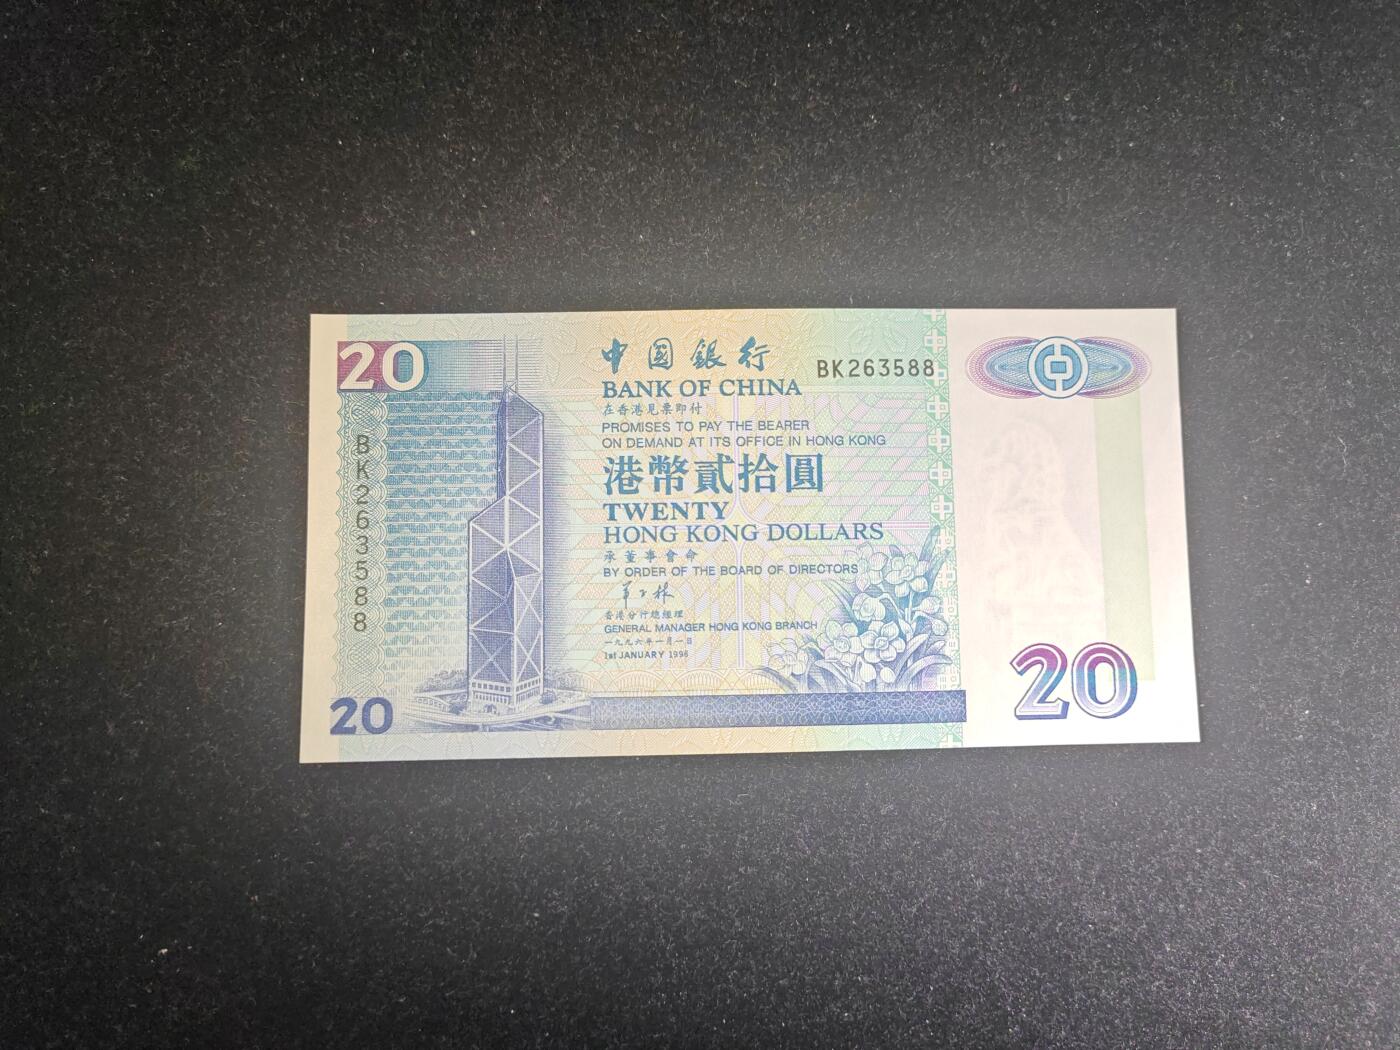 20
中國銀行
BK263588
BANK OF CHINA
在香港見票即付
PROMISES TO PAY THE BEARER
ON DEMAND AT ITS OFFICE IN HONG KONG
港幣貳拾圓
TWENTY
HONG KONG DOLLARS
承董事會命
BY ORDER OF THE BOARD OF DIRECTORS
香港分行總經理
GENERAL MANAGER HONG KONG BRANCH
一九九六年一月一日
1st JANUARY 1996
BK263588
20
20